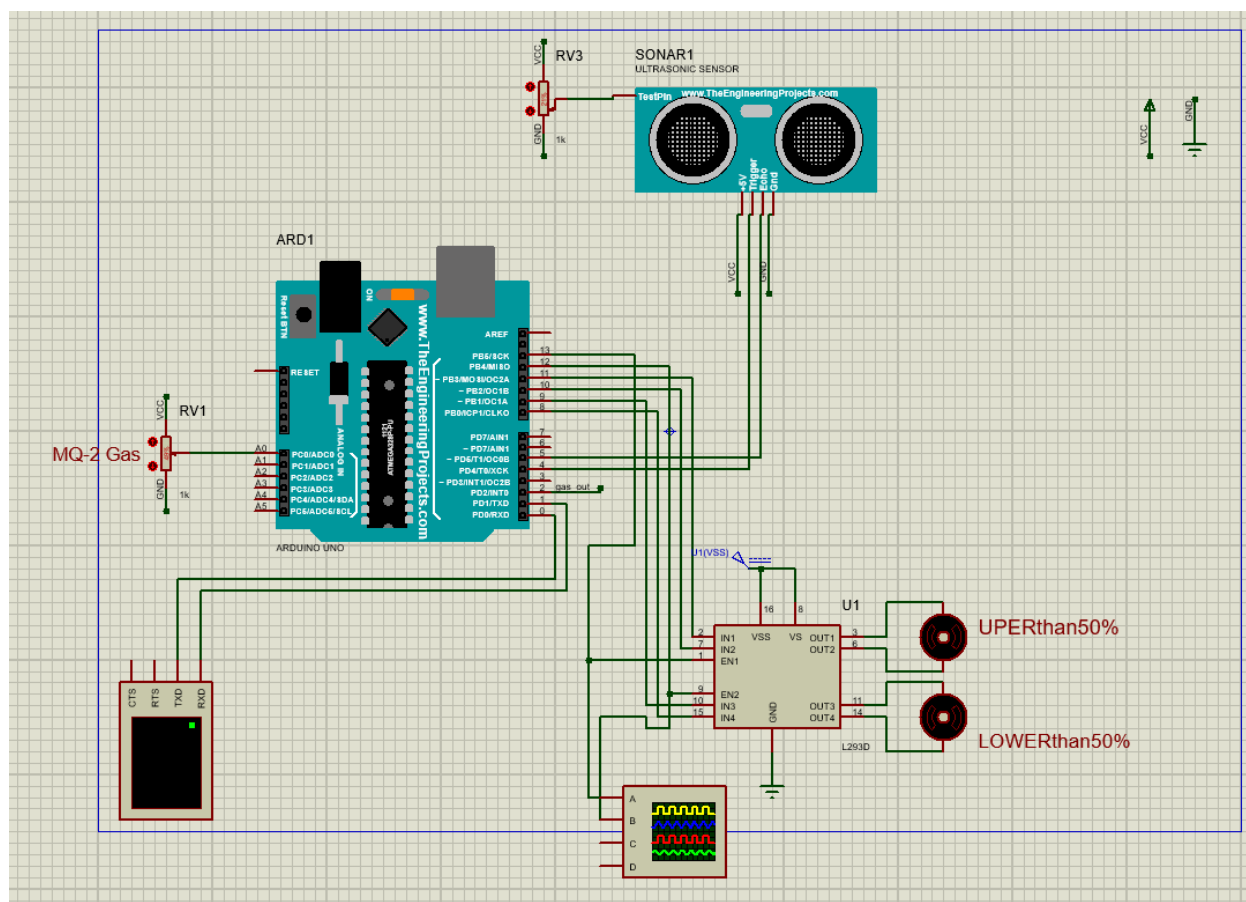 VCC
RV3
21%
GND
1k
SONAR1
ULTRASONIC SENSOR
TestPin
www.TheEngineeringProjects.com
+5V
Trigger
Echo
Gnd
VCC
GND
VCC
GND
ARD1
Reset BTN
ON
www.TheEngineeringProjects.com
ANALOG IN
ATMEGA328P-PU
1121
RESET
AREF
PB5/SCK
PB4/MISO
~ PB3/MOSI/OC2A
~ PB2/OC1B
~ PB1/OC1A
PB0/ICP1/CLKO
PD7/AIN1
~ PD7/AIN1
~ PD5/T1/OC0B
PD4/T0/XCK
~ PD3/INT1/OC2B
PD2/INT0
PD1/TXD
PD0/RXD
13
12
11
10
9
8
7
6
5
4
3
2
1
0
gas_out
VCC
RV1
MQ-2 Gas
GND
1k
A0
A1
A2
A3
A4
A5
PC0/ADC0
PC1/ADC1
PC2/ADC2
PC3/ADC3
PC4/ADC4/SDA
PC5/ADC5/SCL
ARDUINO UNO
CTS
RTS
TXD
RXD
U1(VSS)
U1
16
8
VSS
VS
2
7
1
9
10
15
IN1
IN2
EN1
EN2
IN3
IN4
GND
OUT1
OUT2
OUT3
OUT4
3
6
11
14
L293D
UPERthan50%
LOWERthan50%
A
B
C
D